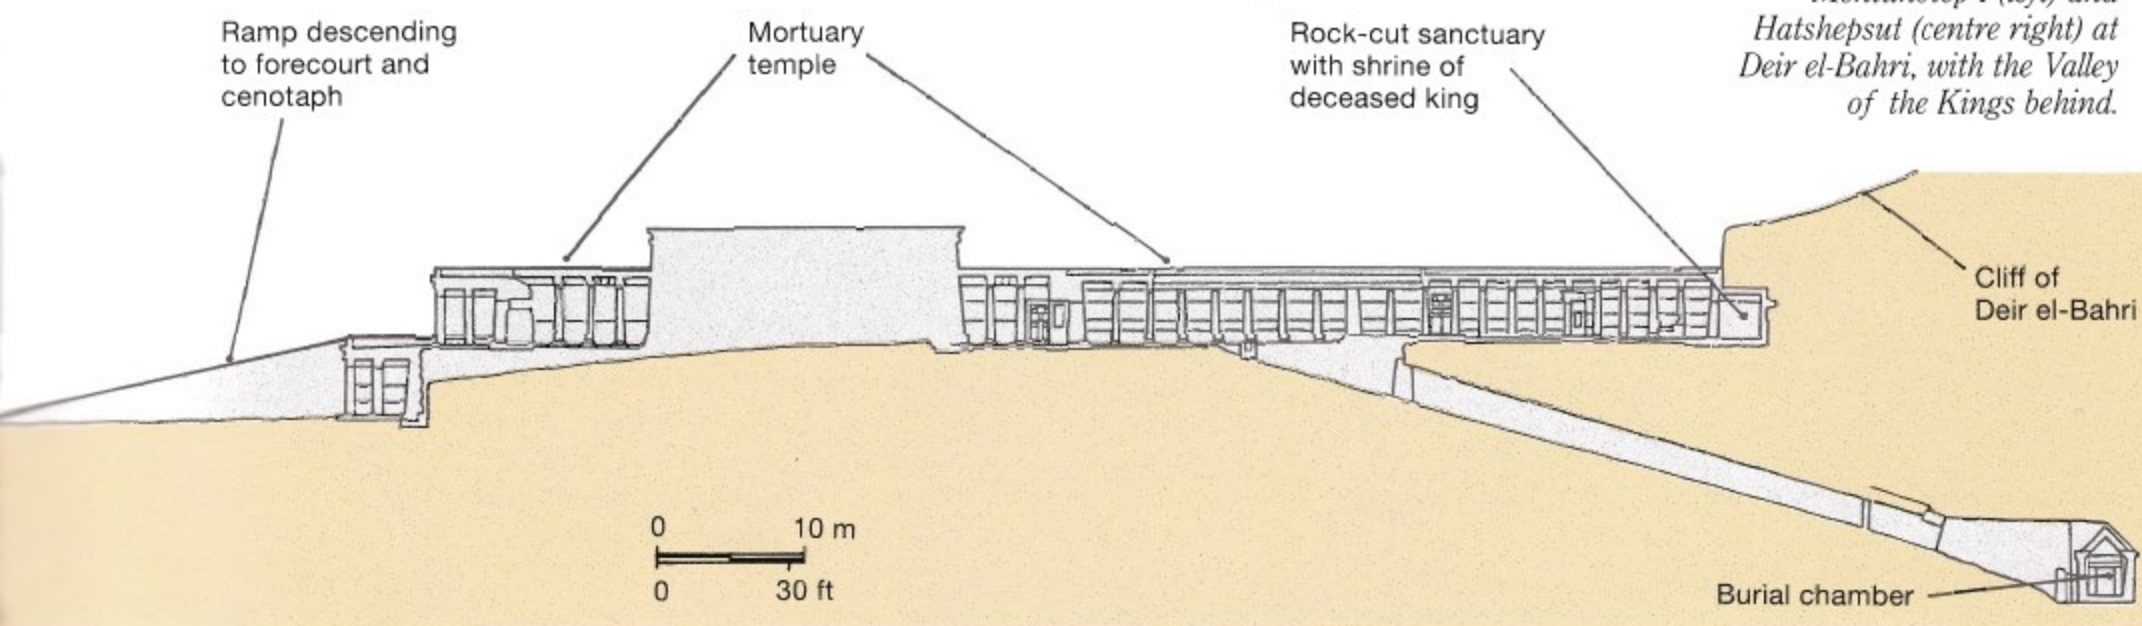 Ramp descending
to forecourt and
cenotaph
Mortuary
temple
Rock-cut sanctuary
with shrine of
deceased king
Hatshepsut (centre right) at
Deir el-Bahri, with the Valley
of the Kings behind.
Cliff of
Deir el-Bahri
0 10 m
0 30 ft
Burial chamber